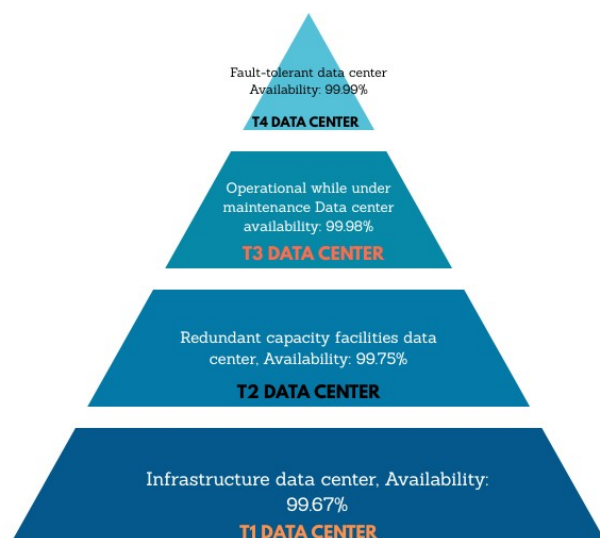 Fault-tolerant data center
Availability: 99.99%
T4 DATA CENTER
Operational while under
maintenance Data center
availability: 99.98%
T3 DATA CENTER
Redundant capacity facilities data
center, Availability: 99.75%
T2 DATA CENTER
Infrastructure data center, Availability:
99.67%
T1 DATA CENTER